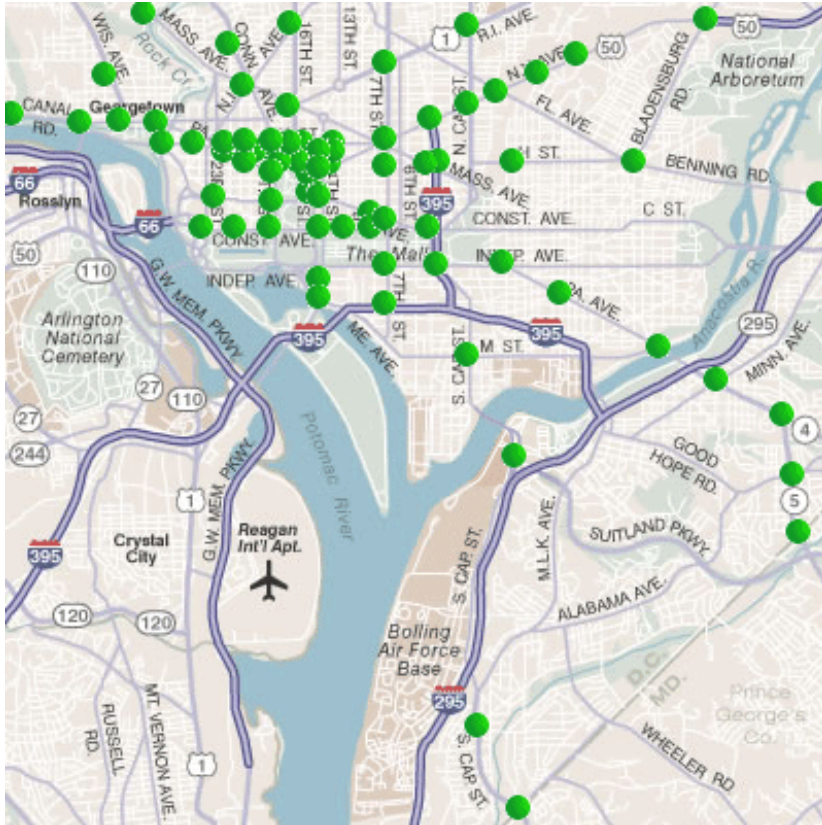 WIS. AVE.
Rock Cr.
MASS. AVE.
CONN. AVE.
16TH ST.
13TH ST.
1
R.I. AVE.
50
50
N.Y. AVE.
BLADENSBURG
RD.
National
Arboretum
CANAL
RD.
Georgetown
7TH ST.
N. CAP. ST.
FL. AVE.
H ST.
BENNING RD.
MASS. AVE.
66
Rosslyn
66
395
6TH ST.
CONST. AVE.
C ST.
CONST. AVE.
The Mall
INDEP. AVE.
INDEP. AVE.
50
110
G.W. MEM. PKWY.
7TH ST.
PA. AVE.
Anacostia R.
295
Arlington
National
Cemetery
395
ME AVE.
395
M ST.
S. CAP. ST.
MINN. AVE.
27
110
27
244
4
Potomac River
GOOD
HOPE RD.
5
G.W. MEM. PKWY.
1
SUITLAND PKWY.
M.L.K. AVE.
S. CAP. ST.
Crystal
City
Reagan
Int'l Apt.
395
ALABAMA AVE.
120
120
Bolling
Air Force
Base
D.C.
MD.
Prince
George's
Co.
295
MT. VERNON AVE.
RUSSELL
RD.
1
S. CAP. ST.
WHEELER RD